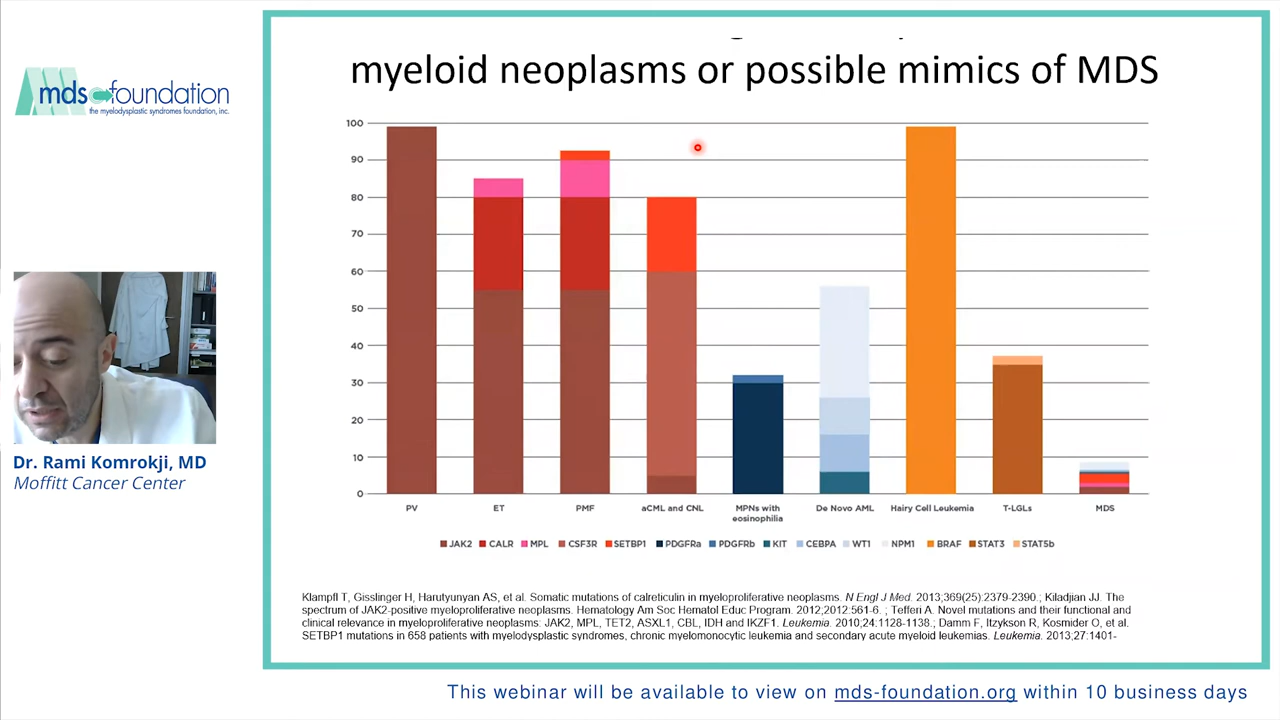 mds foundation
the myelodysplastic syndromes foundation, inc.
myeloid neoplasms or possible mimics of MDS
100
90
80
70
60
50
40
30
20
10
0
PV ET PMF aCML and CNL MPNs with eosinophilia De Novo AML Hairy Cell Leukemia T-LGLs MDS
JAK2 CALR MPL CSF3R SETBP1 PDGFRa PDGFRb KIT CEBPA WT1 NPM1 BRAF STAT3 STAT5b
Dr. Rami Komrokji, MD
Moffitt Cancer Center
Klampfl T, Gisslinger H, Harutyunyan AS, et al. Somatic mutations of calreticulin in myeloproliferative neoplasms. N Engl J Med. 2013;369(25):2379-2390.; Kiladjian JJ. The
spectrum of JAK2-positive myeloproliferative neoplasms. Hematology Am Soc Hematol Educ Program. 2012;2012:561-6. ; Tefferi A. Novel mutations and their functional and
clinical relevance in myeloproliferative neoplasms: JAK2, MPL, TET2, ASXL1, CBL, IDH and IKZF1. Leukemia. 2010;24:1128-1138.; Damm F, Itzykson R, Kosmider O, et al.
SETBP1 mutations in 658 patients with myelodysplastic syndromes, chronic myelomonocytic leukemia and secondary acute myeloid leukemias. Leukemia. 2013;27:1401-
This webinar will be available to view on mds-foundation.org within 10 business days